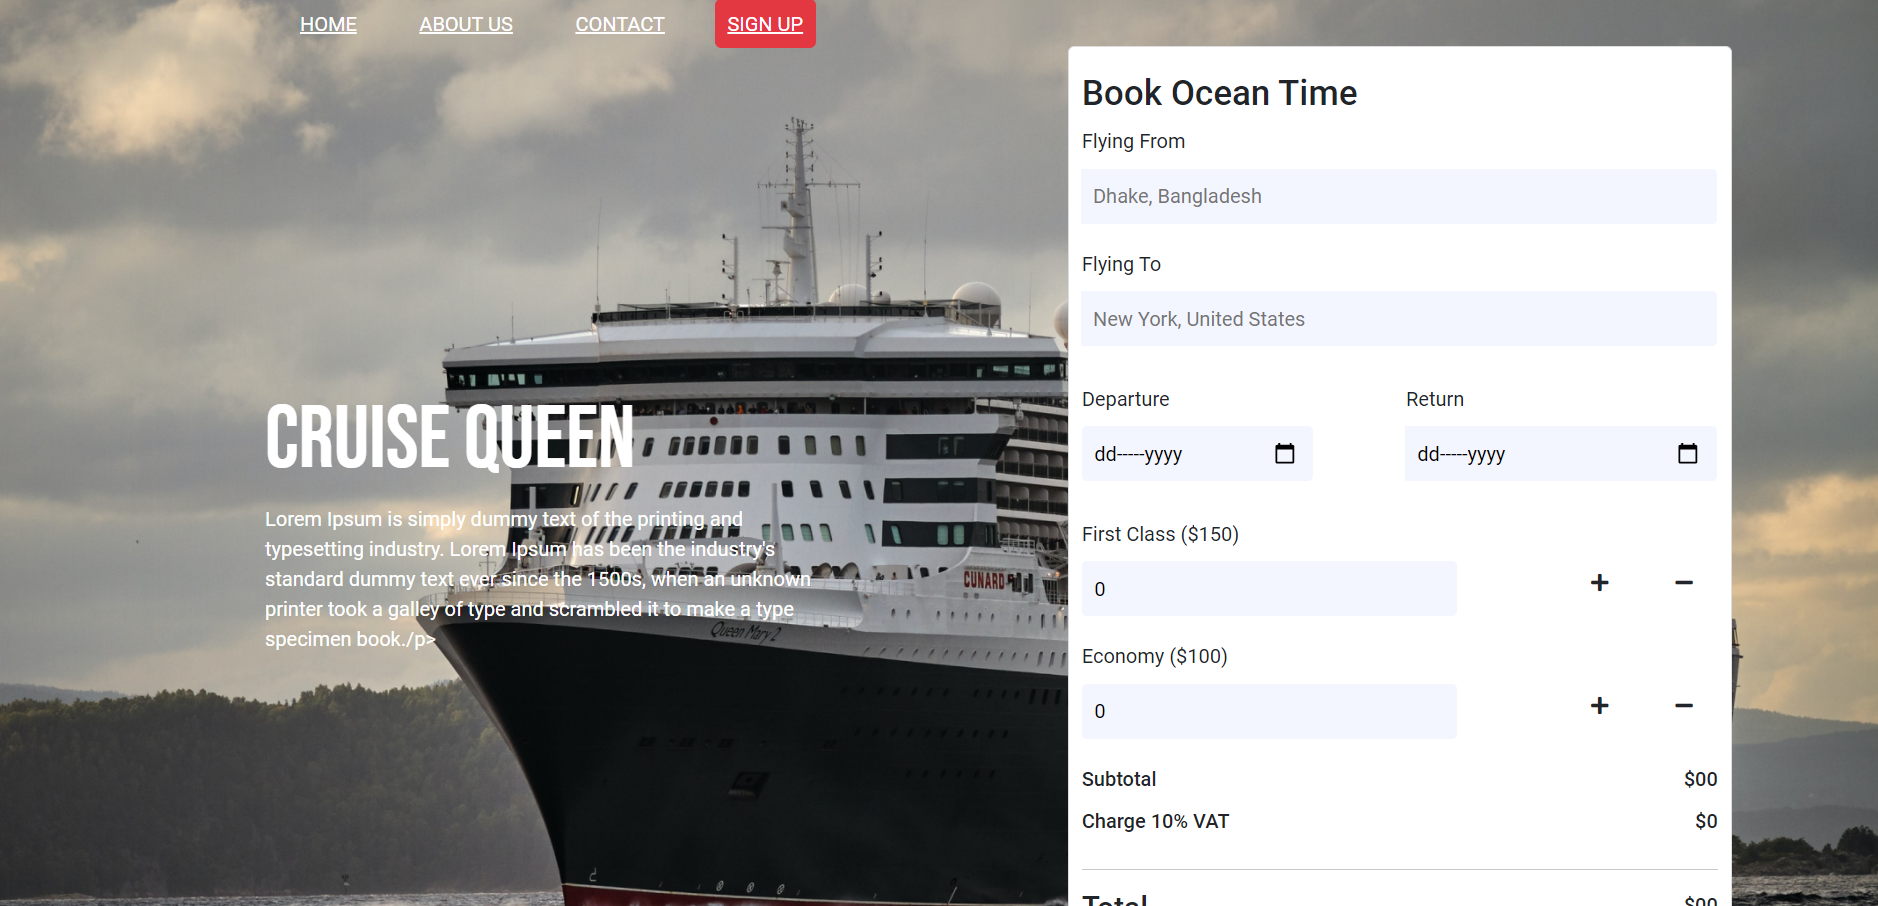 HOME ABOUT US CONTACT SIGN UP
CRUISE QUEEN
Lorem Ipsum is simply dummy text of the printing and
typesetting industry. Lorem Ipsum has been the industry's
standard dummy text ever since the 1500s, when an unknown
printer took a galley of type and scrambled it to make a type
specimen book./p>
CUNARD
Queen Mary 2
Book Ocean Time
Flying From
Dhake, Bangladesh
Flying To
New York, United States
Departure Return
dd-----yyyy dd-----yyyy
First Class ($150)
0 + −
Economy ($100)
0 + −
Subtotal $00
Charge 10% VAT $0
Total $00